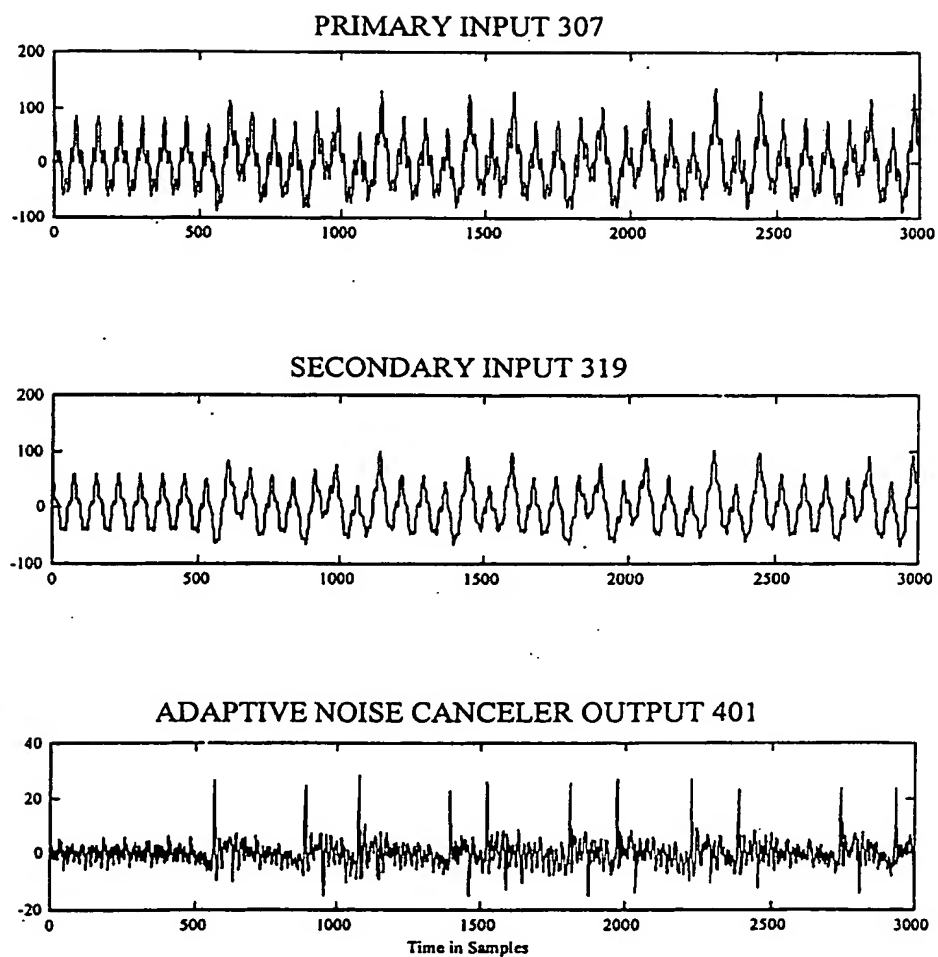 PRIMARY INPUT 307
200
100
0
-100
0 500 1000 1500 2000 2500 3000
SECONDARY INPUT 319
200
100
0
-100
0 500 1000 1500 2000 2500 3000
ADAPTIVE NOISE CANCELER OUTPUT 401
40
20
0
-20
0 500 1000 1500 2000 2500 3000
Time in Samples